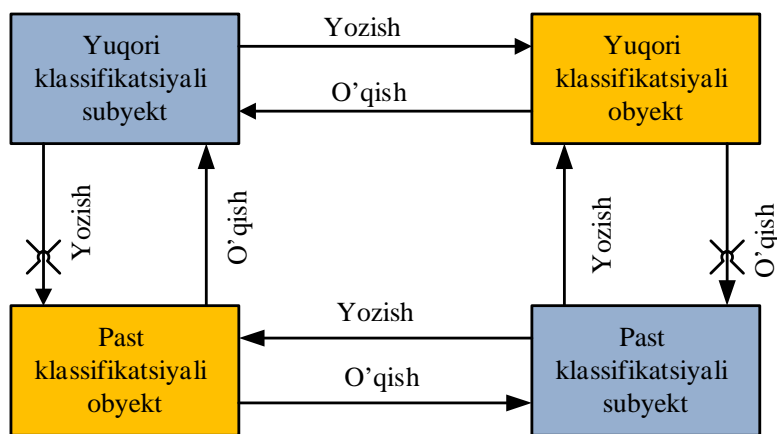 Yuqori
klassifikatsiyali
subyekt
Yozish
O’qish
Yuqori
klassifikatsiyali
obyekt
Yozish
O’qish
Yozish
O’qish
Past
klassifikatsiyali
obyekt
Yozish
O’qish
Past
klassifikatsiyali
subyekt